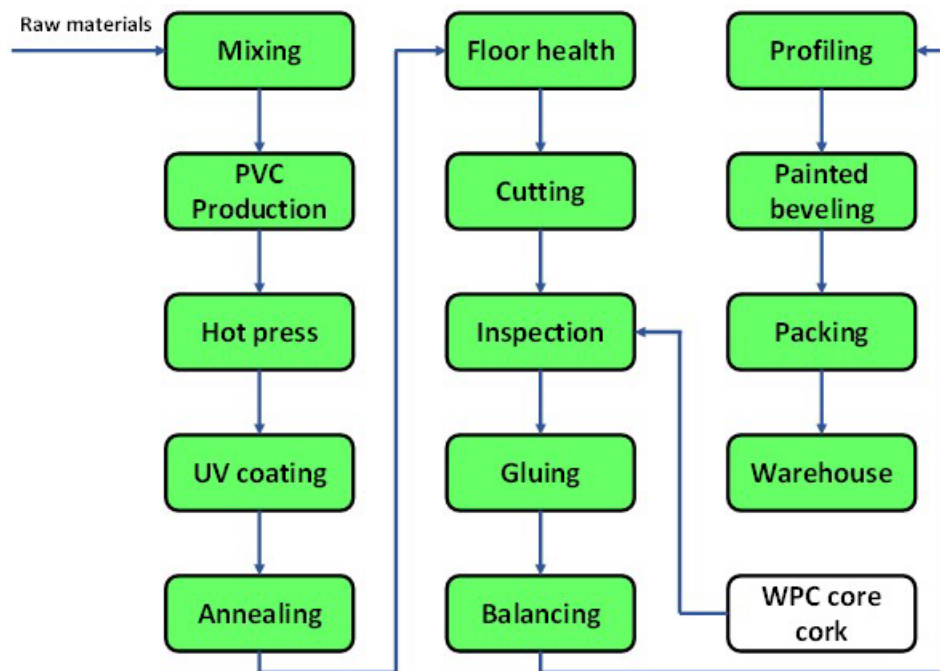 Raw materials
Mixing
PVC
Production
Hot press
UV coating
Annealing
Floor health
Cutting
Inspection
Gluing
Balancing
Profiling
Painted
beveling
Packing
Warehouse
WPC core
cork